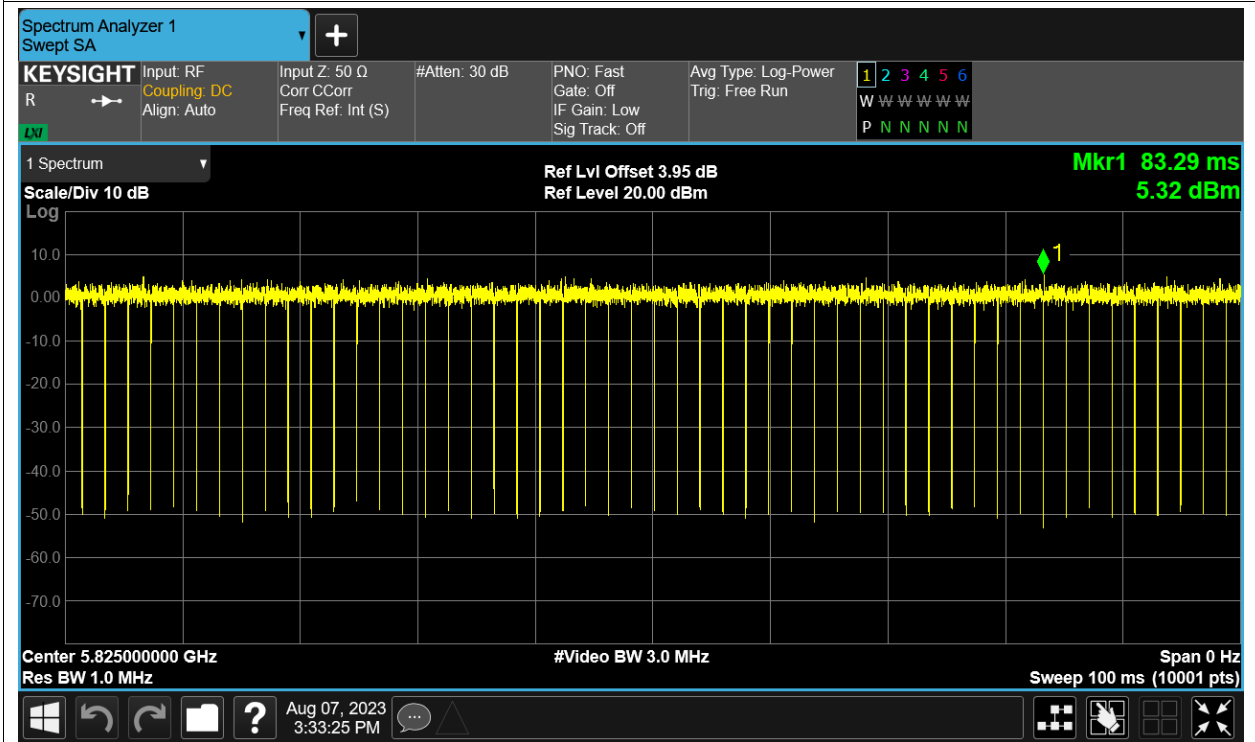 Spectrum Analyzer 1
Swept SA
+
KEYSIGHT Input: RF Input Z: 50 Ω #Atten: 30 dB PNO: Fast Avg Type: Log-Power 1 2 3 4 5 6
R Coupling: DC Corr CCorr Gate: Off Trig: Free Run W W W W W W
Align: Auto Freq Ref: Int (S) IF Gain: Low
LXI Sig Track: Off P N N N N N
1 Spectrum Ref Lvl Offset 3.95 dB Mkr1 83.29 ms
Scale/Div 10 dB Ref Level 20.00 dBm 5.32 dBm
Log
10.0
1
0.00
-10.0
-20.0
-30.0
-40.0
-50.0
-60.0
-70.0
Center 5.825000000 GHz #Video BW 3.0 MHz Span 0 Hz
Res BW 1.0 MHz Sweep 100 ms (10001 pts)
? Aug 07, 2023
3:33:25 PM